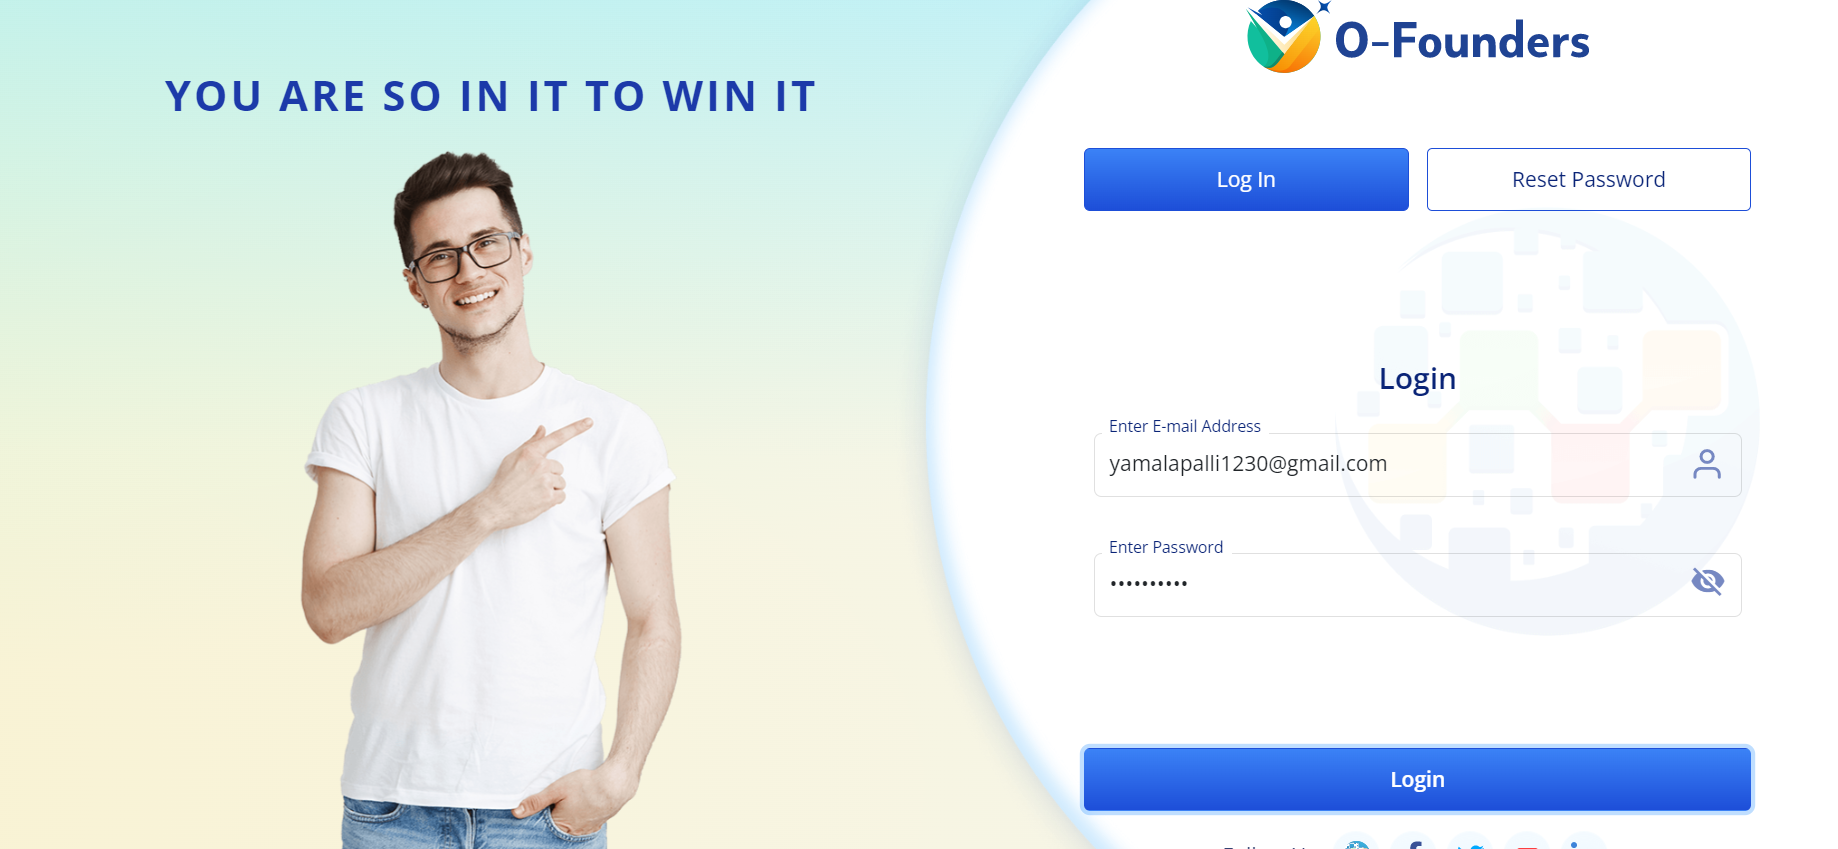 O-Founders
YOU ARE SO IN IT TO WIN IT
Log In
Reset Password
Login
Enter E-mail Address
yamalapalli1230@gmail.com
Enter Password
••••••••••
Login